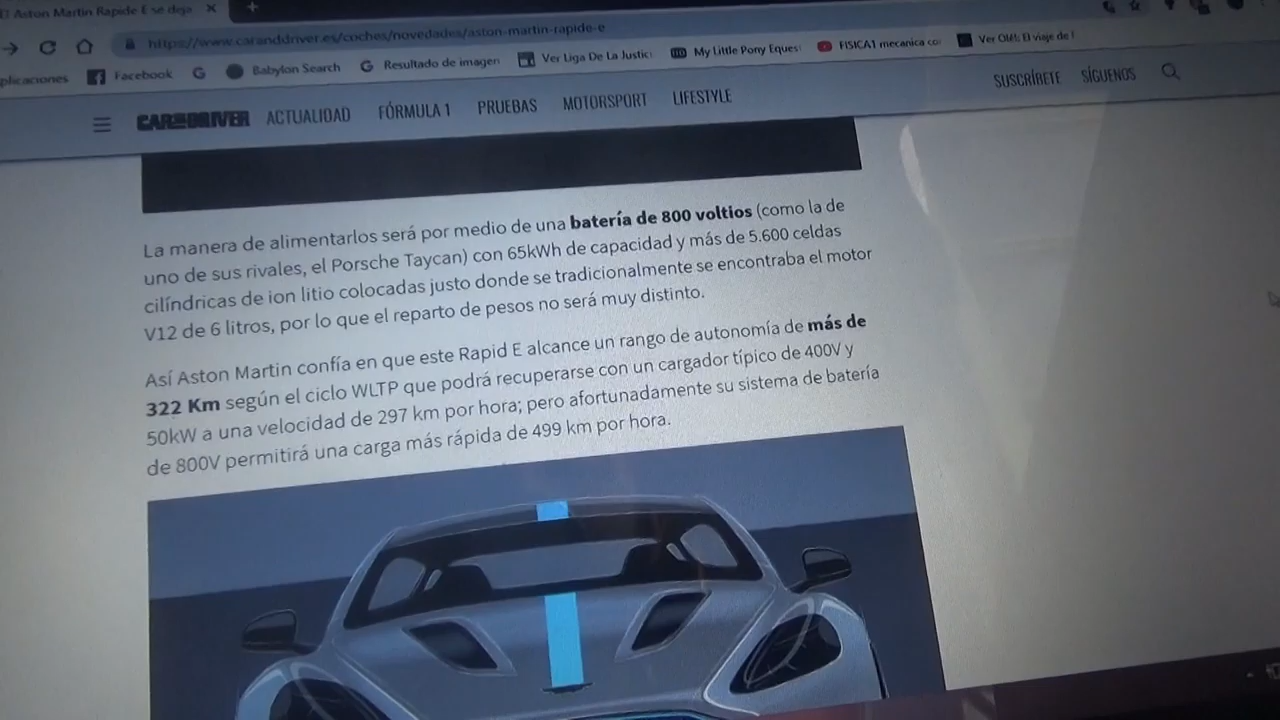 El Aston Martin Rapide E se deja
https://www.caranddriver.es/coches/novedades/aston-martin-rapide-e
plicaciones Facebook Babylon Search Resultado de imagen Ver Liga De La Justic My Little Pony Eques FISICA1 mecanica co Ver El viaje de
CAR AND DRIVER ACTUALIDAD FÓRMULA 1 PRUEBAS MOTORSPORT LIFESTYLE SUSCRÍBETE SÍGUENOS
La manera de alimentarlos será por medio de una batería de 800 voltios (como la de
uno de sus rivales, el Porsche Taycan) con 65kWh de capacidad y más de 5.600 celdas
cilíndricas de ion litio colocadas justo donde se tradicionalmente se encontraba el motor
V12 de 6 litros, por lo que el reparto de pesos no será muy distinto.
Así Aston Martin confía en que este Rapid E alcance un rango de autonomía de más de
322 Km según el ciclo WLTP que podrá recuperarse con un cargador típico de 400V y
50kW a una velocidad de 297 km por hora; pero afortunadamente su sistema de batería
de 800V permitirá una carga más rápida de 499 km por hora.